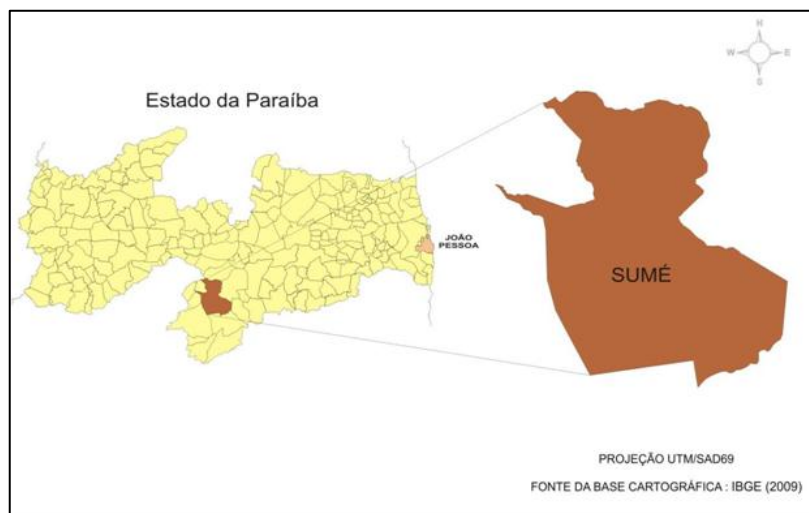 N
W E
S
Estado da Paraíba
JOÃO
PESSOA
SUMÉ
PROJEÇÃO UTM/SAD69
FONTE DA BASE CARTOGRÁFICA : IBGE (2009)